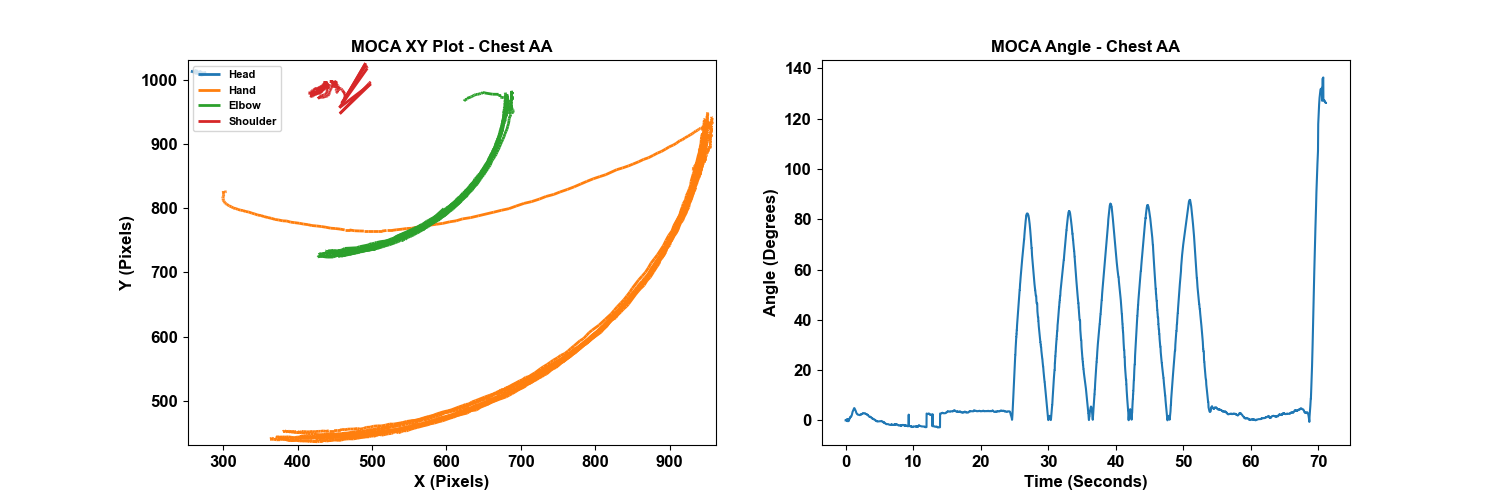 MOCA XY Plot - Chest AA
Y (Pixels)
1000
900
800
700
600
500
Head
Hand
Elbow
Shoulder
300 400 500 600 700 800 900
X (Pixels)
MOCA Angle - Chest AA
Angle (Degrees)
140
120
100
80
60
40
20
0
0 10 20 30 40 50 60 70
Time (Seconds)